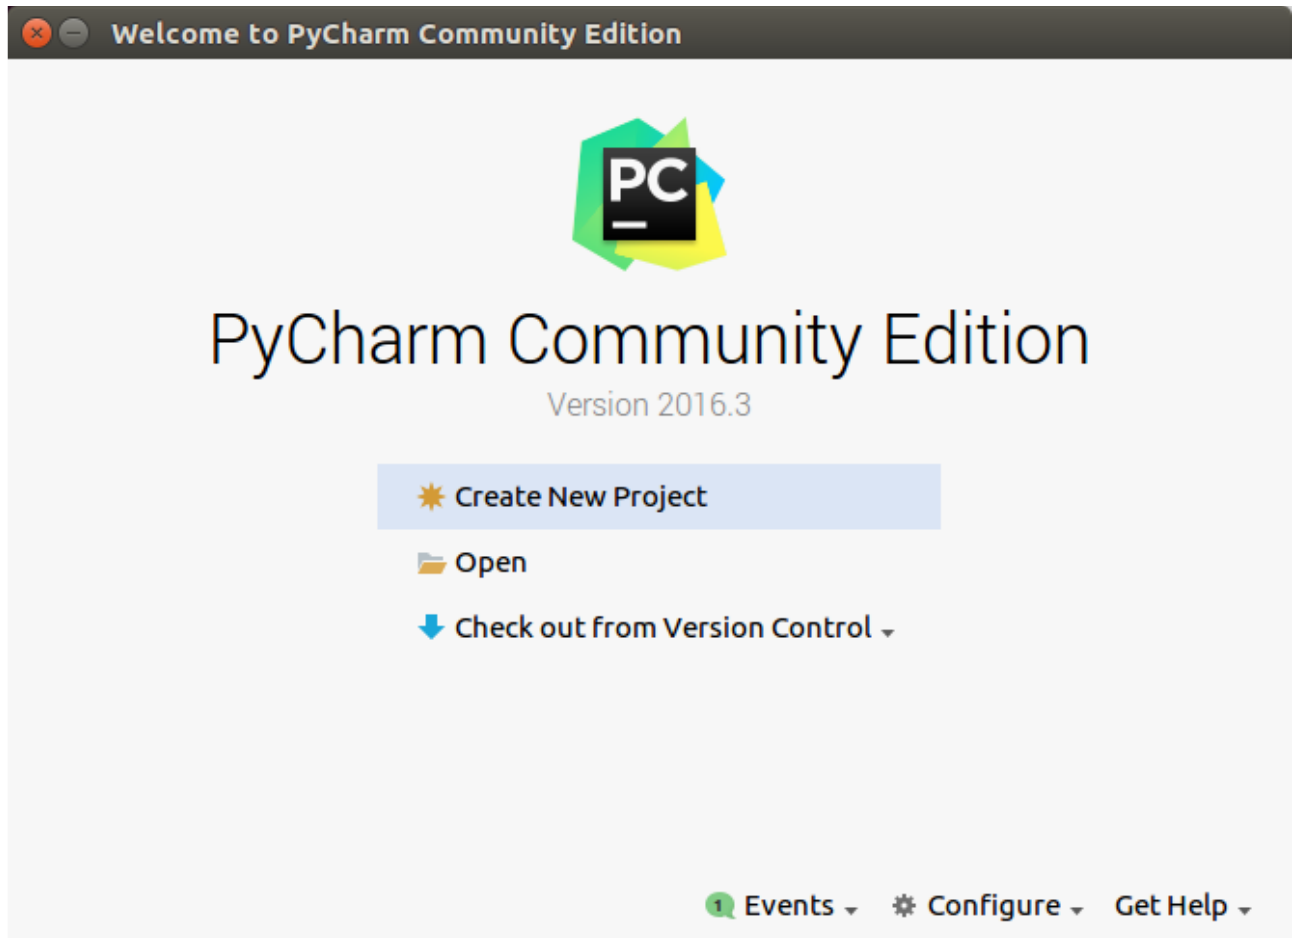 Welcome to PyCharm Community Edition
PC
PyCharm Community Edition
Version 2016.3
Create New Project
Open
Check out from Version Control
1 Events Configure Get Help